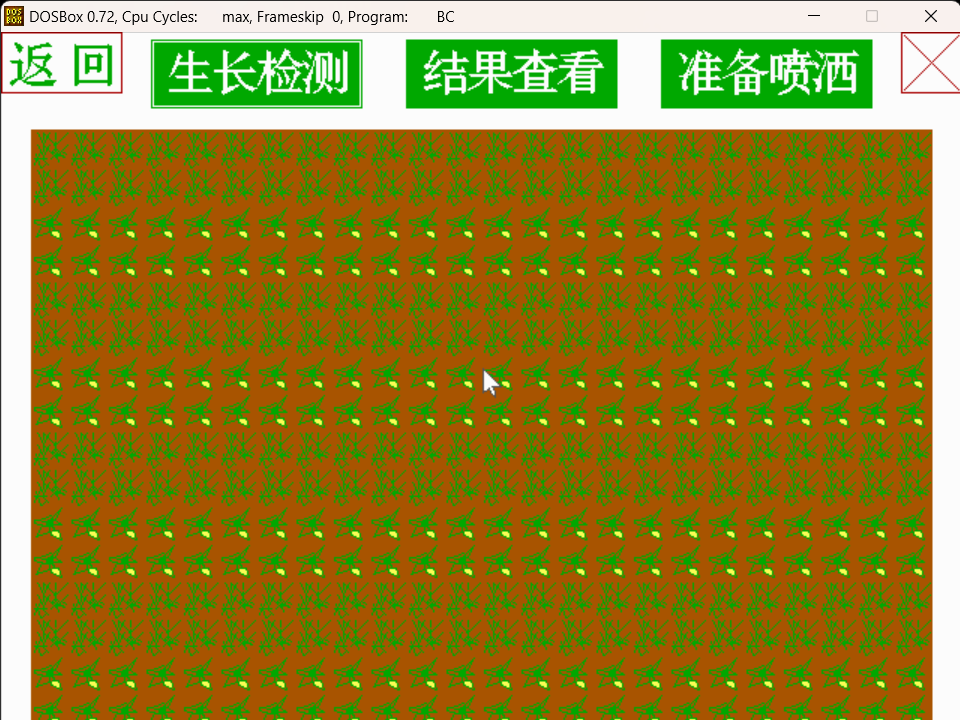 DOSBox 0.72, Cpu Cycles: max, Frameskip 0, Program: BC
返回 生长检测 结果查看 准备喷洒